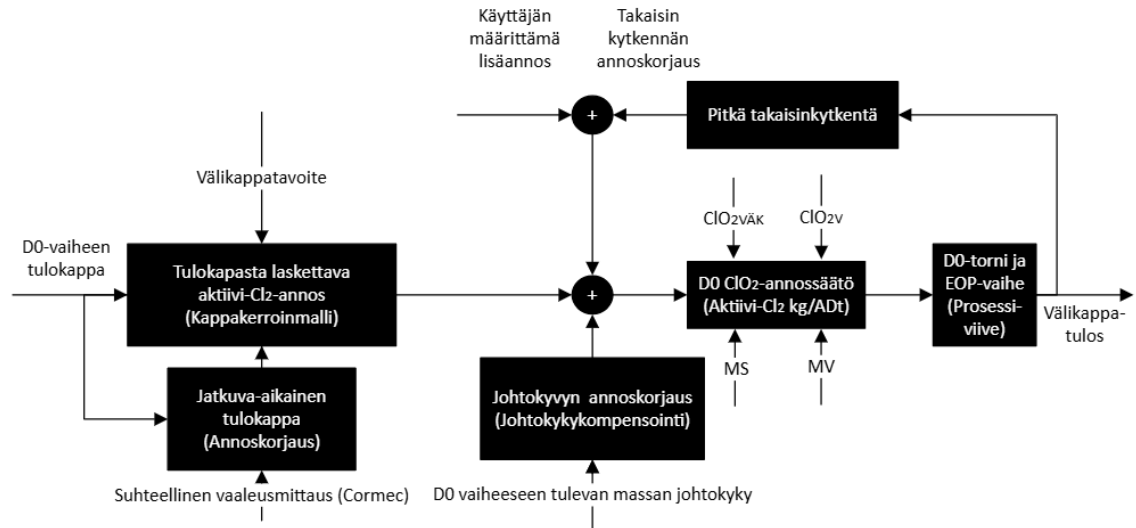 Käyttäjän
määrittämä
lisäannos
Takaisin
kytkennän
annoskorjaus
+
Pitkä takaisinkytkentä
Välikappatavoite
ClO2VÄK
ClO2V
D0-vaiheen
tulokappa
Tulokapasta laskettava
aktiivi-Cl2-annos
(Kappakerroinmalli)
+
D0 ClO2-annossäätö
(Aktiivi-Cl2 kg/ADt)
D0-torni ja
EOP-vaihe
(Prosessi-
viive)
Välikappa-
tulos
MS
MV
Jatkuva-aikainen
tulokappa
(Annoskorjaus)
Johtokyvyn annoskorjaus
(Johtokykykompensointi)
Suhteellinen vaaleusmittaus (Cormec)
D0 vaiheeseen tulevan massan johtokyky